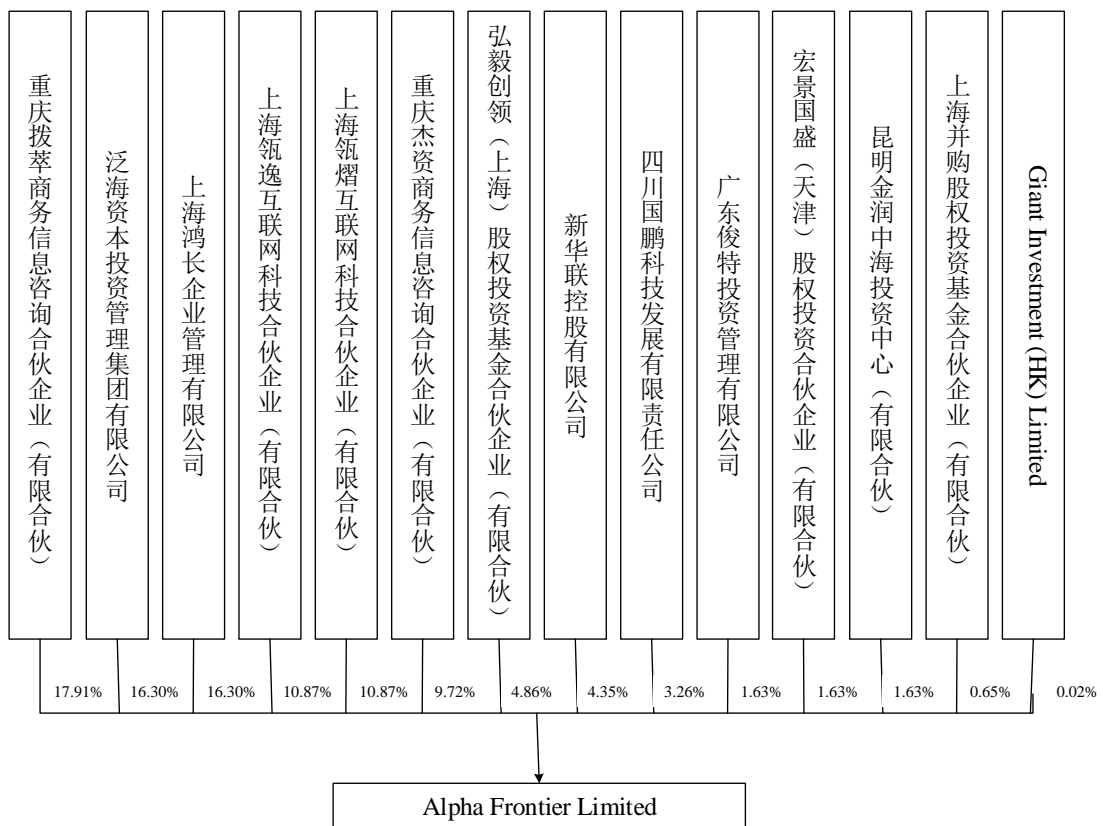 重庆拨萃商务信息咨询合伙企业（有限合伙）
泛海资本投资管理集团有限公司
上海鸿长企业管理有限公司
上海瓴逸互联网科技合伙企业（有限合伙）
上海瓴熠互联网科技合伙企业（有限合伙）
重庆杰资商务信息咨询合伙企业（有限合伙）
弘毅创领（上海）股权投资基金合伙企业（有限合伙）
新华联控股有限公司
四川国鹏科技发展有限责任公司
广东俊特投资管理有限公司
宏景国盛（天津）股权投资合伙企业（有限合伙）
昆明金润中海投资中心（有限合伙）
上海并购股权投资基金合伙企业（有限合伙）
Giant Investment (HK) Limited
17.91% 16.30% 16.30% 10.87% 10.87% 9.72% 4.86% 4.35% 3.26% 1.63% 1.63% 1.63% 0.65% 0.02%
Alpha Frontier Limited